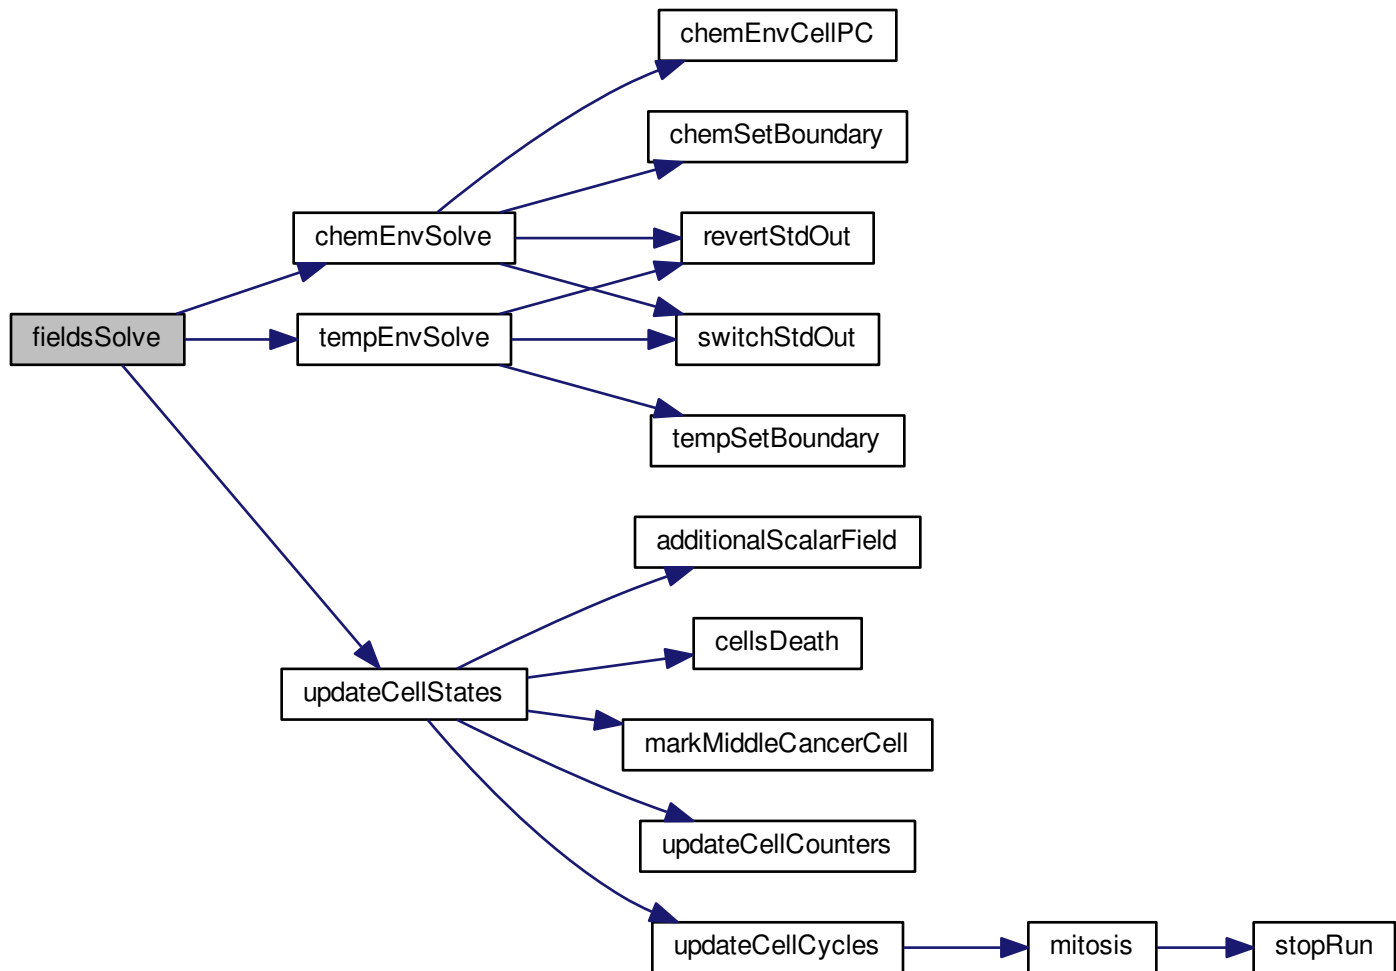 chemEnvCellPC
chemSetBoundary
chemEnvSolve
revertStdOut
fieldsSolve
tempEnvSolve
switchStdOut
tempSetBoundary
additionalScalarField
cellsDeath
updateCellStates
markMiddleCancerCell
updateCellCounters
updateCellCycles
mitosis
stopRun